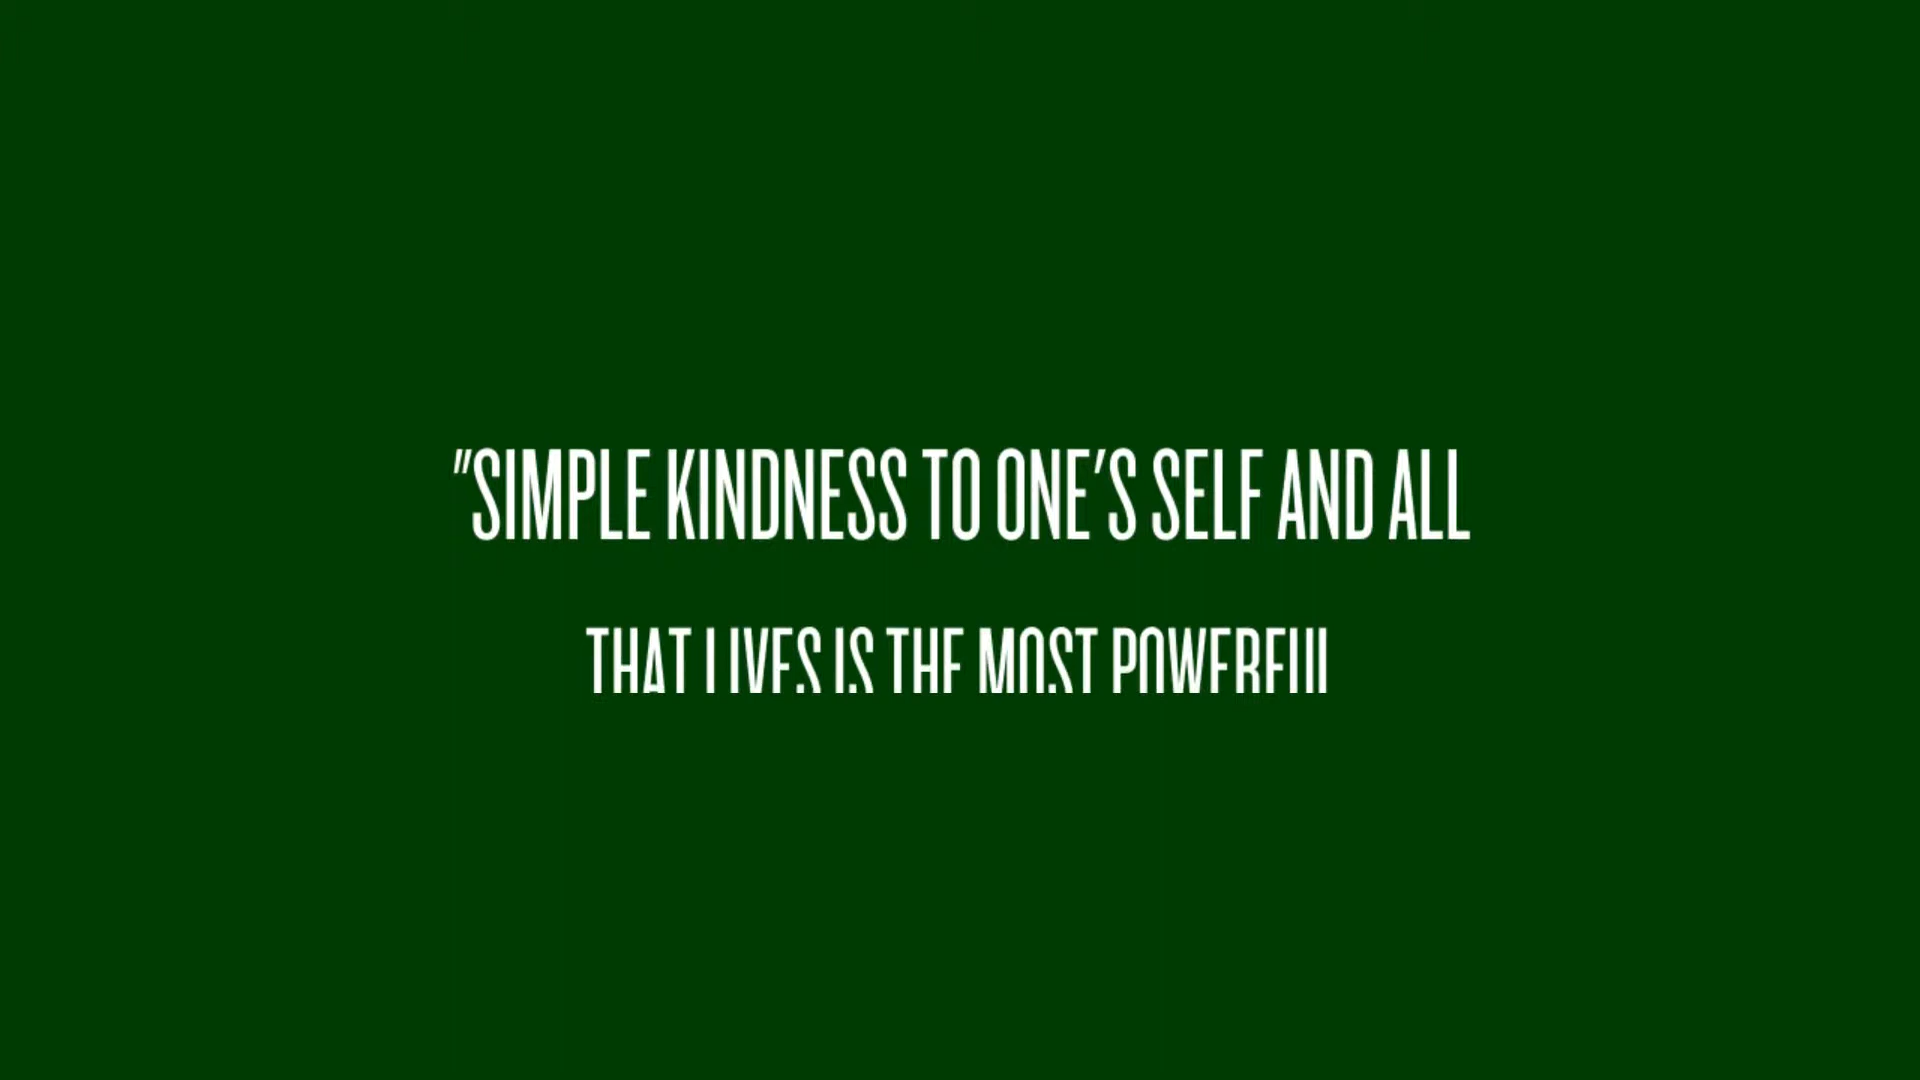 "SIMPLE KINDNESS TO ONE'S SELF AND ALL
THAT LIVES IS THE MOST POWERFUL